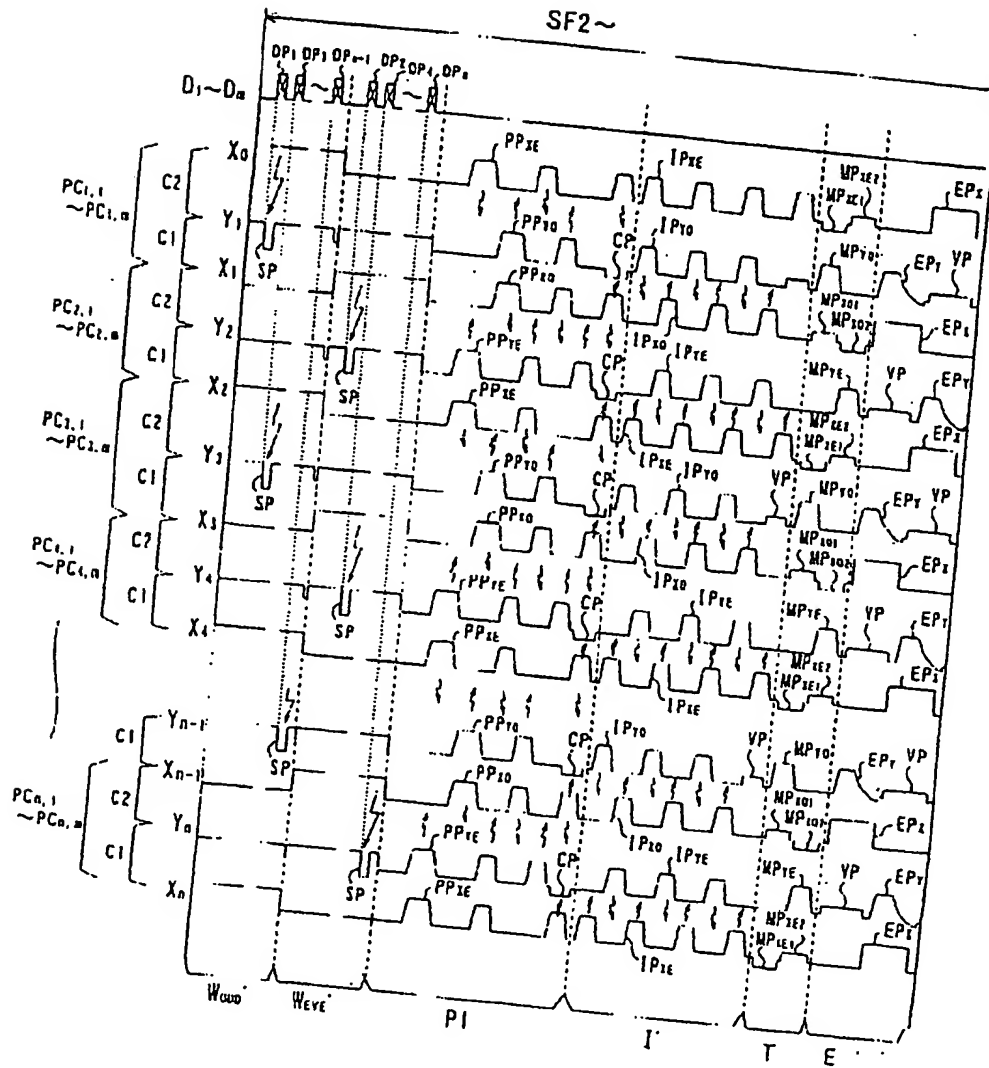 SF2~
DP1 DP3 DPn-1 DP2 DP4 DPn
D1~Dm
X0
PPXE IPXE MPXE1 MPXE2 EPX
PC1,1
~PC1,m
C2
Y1
C1
SP PPYO CP IPYO MPYO EPY VP
X1
PPXO IPXO MPXO1 MPXO2 EPX
PC2,1
~PC2,m
C2
Y2
C1
SP PPYE CP IPYE MPYE VP EPY
X2
PPXE IPXE MPXE1 MPXE2 EPX
PC3,1
~PC3,m
C2
Y3
C1
SP PPYO CP IPYO VP MPYO EPY VP
X3
PPXO IPXO MPXO1 MPXO2 EPX
PC4,1
C2
Y4
C1
SP PPYE CP IPYE MPYE VP EPY
X4
PPXE IPXE MPXE1 MPXE2 EPX
Yn-1
C1
SP PPYO CP IPYO VP MPYO EPY VP
Xn-1
PPXO IPXO MPXO1 MPXO2 EPX
PCn,1
~PCn,m
C2
Yn
C1
SP PPYE CP IPYE MPYE VP EPY
Xn
PPXE IPXE MPXE1 MPXE2 EPX
WEVE PI I T E